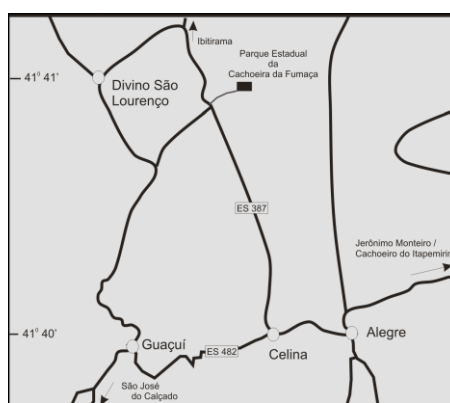 Ibitirama
Parque Estadual
da
Cachoeira da Fumaça
41° 41'
Divino São
Lourenço
ES 387
Jerônimo Monteiro /
Cachoeiro do Itapemirin
41° 40'
Guaçuí
ES 482
Celina
Alegre
São José
do Calçado